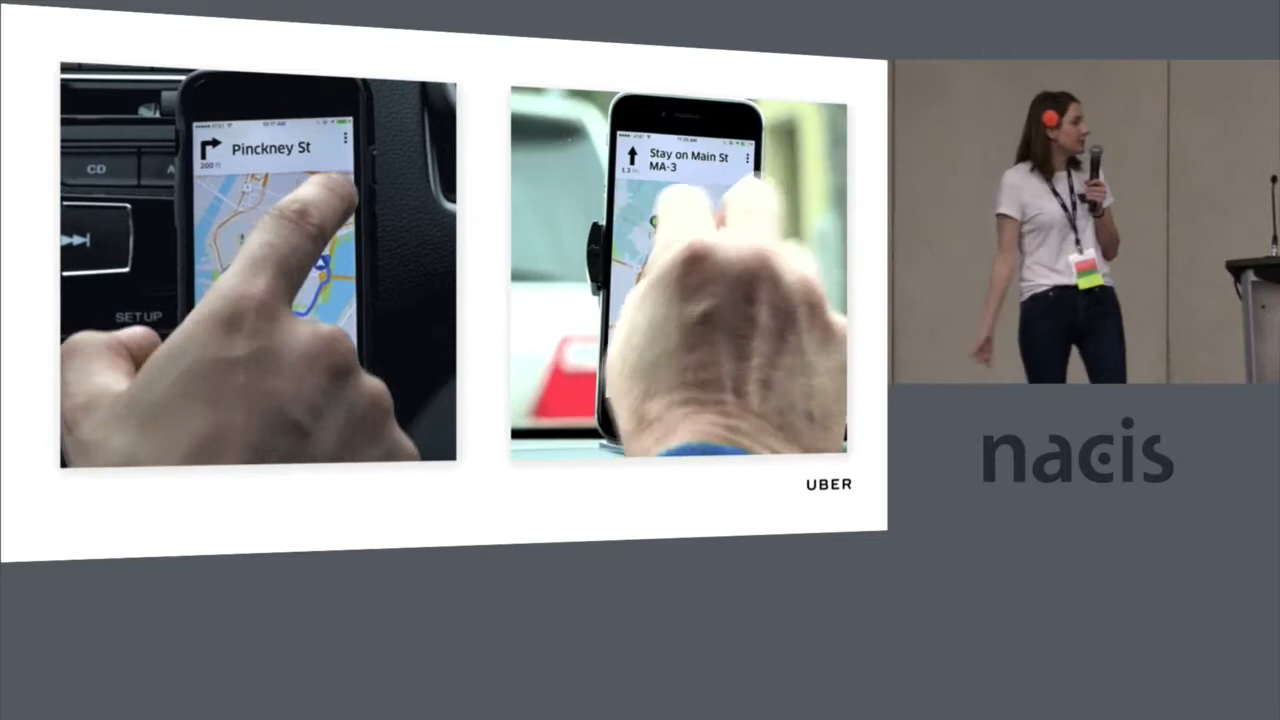 Pinckney St
200 ft
CD
SETUP
Stay on Main St
MA-3
UBER
nacis